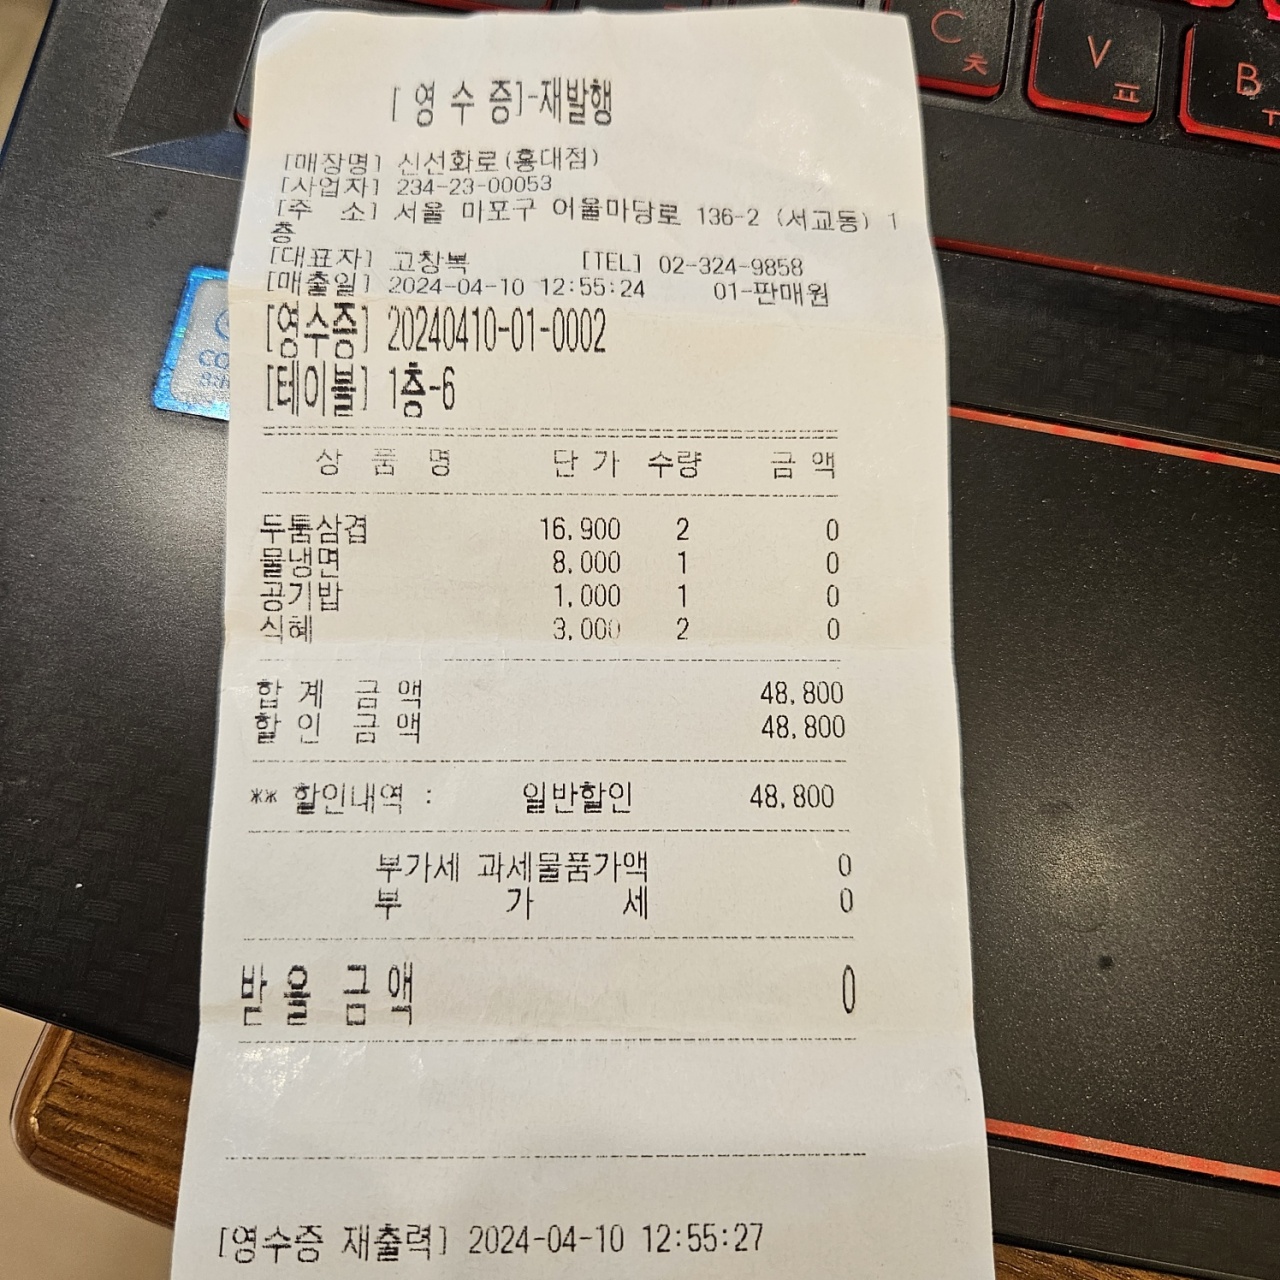 [ 영 수 증]-재발행
[매장명] 신선화로(홍대점)
[사업자] 234-23-00053
[주 소] 서울 마포구 어울마당로 136-2 (서교동) 1
층
[대표자] 고창복 [TEL] 02-324-9858
[매출일] 2024-04-10 12:55:24 01-판매원
[영수증] 20240410-01-0002
[테이블] 1층-6
상 품 명 단 가 수량 금 액
두툼삼겹 16,900 2 0
물냉면 8,000 1 0
공기밥 1,000 1 0
식혜 3,000 2 0
합 계 금 액 48,800
할 인 금 액 48,800
** 할인내역 : 일반할인 48,800
부가세 과세물품가액 0
부 가 세 0
받 을 금 액 0
[영수증 재출력] 2024-04-10 12:55:27
C ㅊ
V ㅍ
B